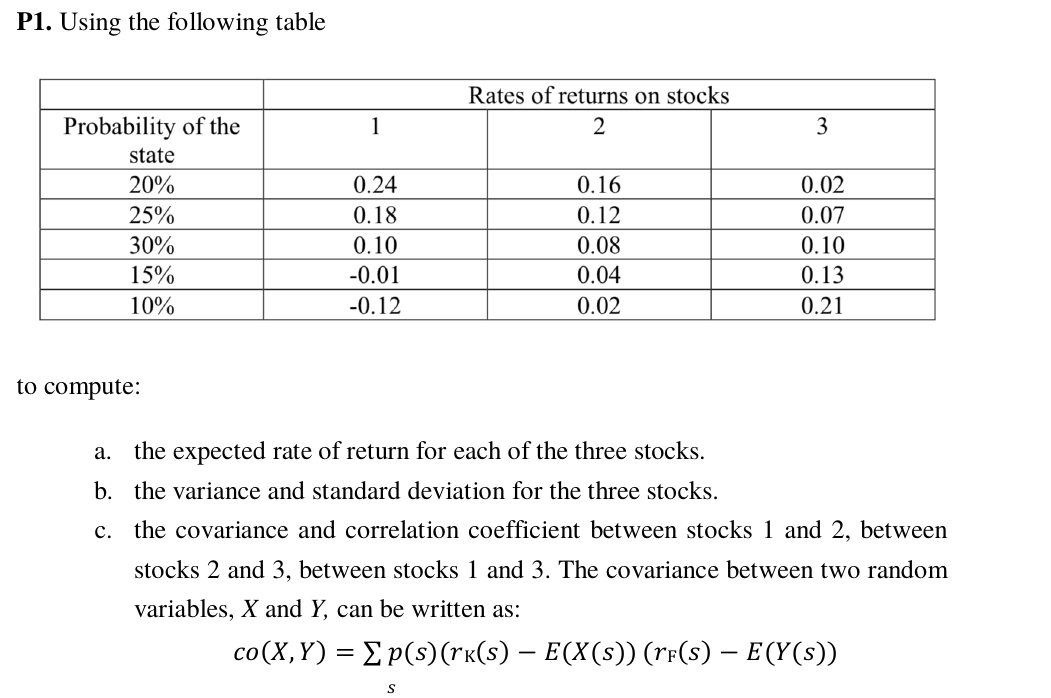 P1. Using the following table
Rates of returns on stocks
Probability of the state 1 2 3
20% 0.24 0.16 0.02
25% 0.18 0.12 0.07
30% 0.10 0.08 0.10
15% -0.01 0.04 0.13
10% -0.12 0.02 0.21
to compute:
a. the expected rate of return for each of the three stocks.
b. the variance and standard deviation for the three stocks.
c. the covariance and correlation coefficient between stocks 1 and 2, between
stocks 2 and 3, between stocks 1 and 3. The covariance between two random
variables, X and Y, can be written as:
co(X,Y) = ∑ p(s)(rK(s) − E(X(s)) (rF(s) − E(Y(s))
s